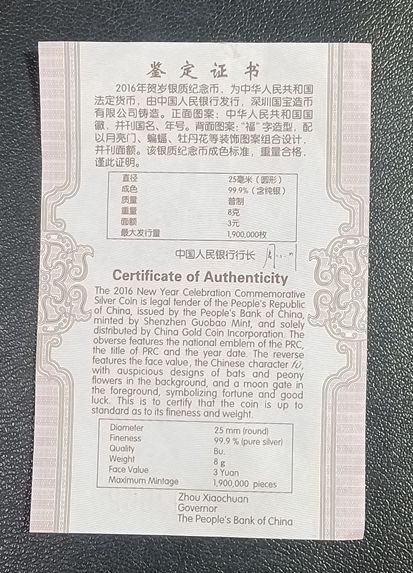 鉴定证书
2016年贺岁银质纪念币，为中华人民共和国
法定货币，由中国人民银行发行，深圳国宝造币
有限公司铸造。正面图案：中华人民共和国国
徽，并刊国名、年号。背面图案：“福”字造型，配
以月亮门、蝙蝠、牡丹花等装饰图案组合设计，
并刊面额。该银质纪念币成色标准，重量合格，
谨此证明。
直径 25毫米（圆形）
成色 99.9%（含纯银）
质量 普制
重量 8克
面额 3元
最大发行量 1,900,000枚
中国人民银行行长
Certificate of Authenticity
The 2016 New Year Celebration Commemorative
Silver Coin is legal tender of the People's Republic
of China, issued by the People's Bank of China,
minted by Shenzhen Guobao Mint, and solely
distributed by China Gold Coin Incorporation. The
obverse features the national emblem of the PRC,
the title of PRC and the year date. The reverse
features the face value, the Chinese character fú,
with auspicious designs of bats and peony
flowers in the background, and a moon gate in
the foreground, symbolizing fortune and good
luck. This is to certify that the coin is up to
standard as to its fineness and weight.
Diameter 25 mm (round)
Fineness 99.9 % (pure silver)
Quality Bu.
Weight 8 g
Face Value 3 Yuan
Maximum Mintage 1,900,000 pieces
Zhou Xiaochuan
Governor
The People's Bank of China